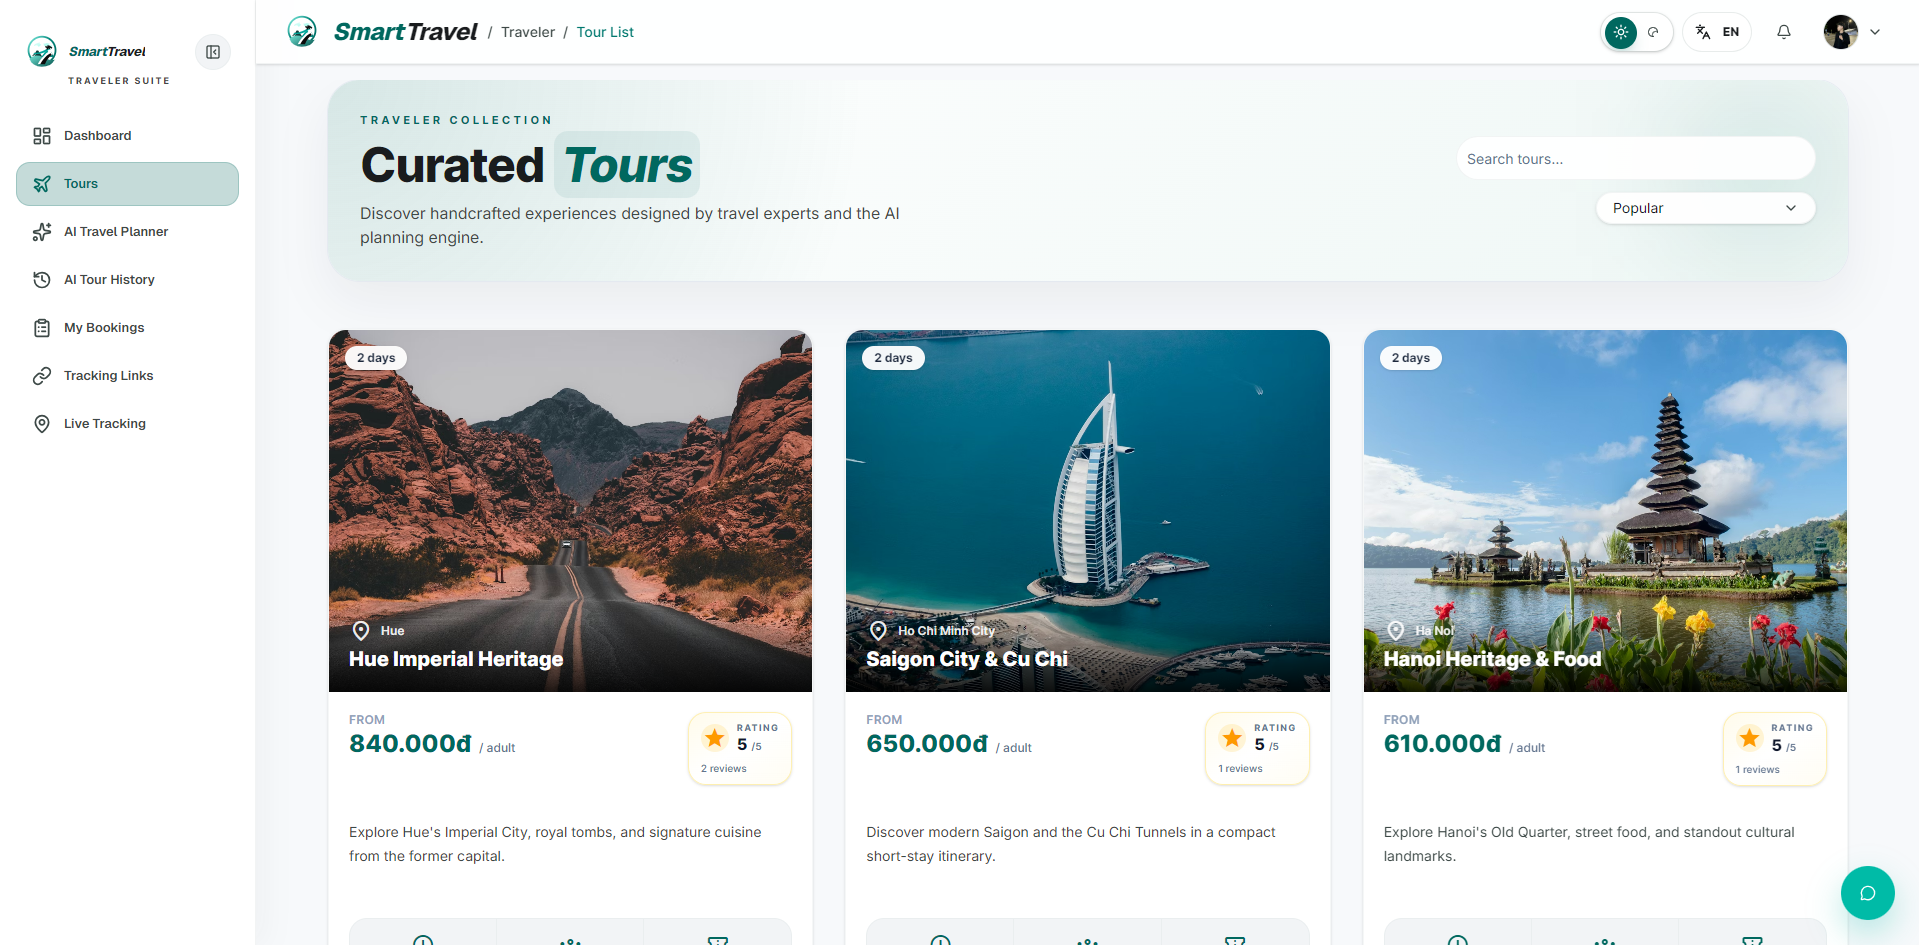 SmartTravel
TRAVELER SUITE
Dashboard
Tours
AI Travel Planner
AI Tour History
My Bookings
Tracking Links
Live Tracking
SmartTravel / Traveler / Tour List
EN
TRAVELER COLLECTION
Curated Tours
Discover handcrafted experiences designed by travel experts and the AI
planning engine.
Search tours...
Popular
2 days
Hue
Hue Imperial Heritage
FROM
840.000đ / adult
RATING
5 /5
2 reviews
Explore Hue's Imperial City, royal tombs, and signature cuisine
from the former capital.
2 days
Ho Chi Minh City
Saigon City & Cu Chi
FROM
650.000đ / adult
RATING
5 /5
1 reviews
Discover modern Saigon and the Cu Chi Tunnels in a compact
short-stay itinerary.
2 days
Ha Noi
Hanoi Heritage & Food
FROM
610.000đ / adult
RATING
5 /5
1 reviews
Explore Hanoi's Old Quarter, street food, and standout cultural
landmarks.